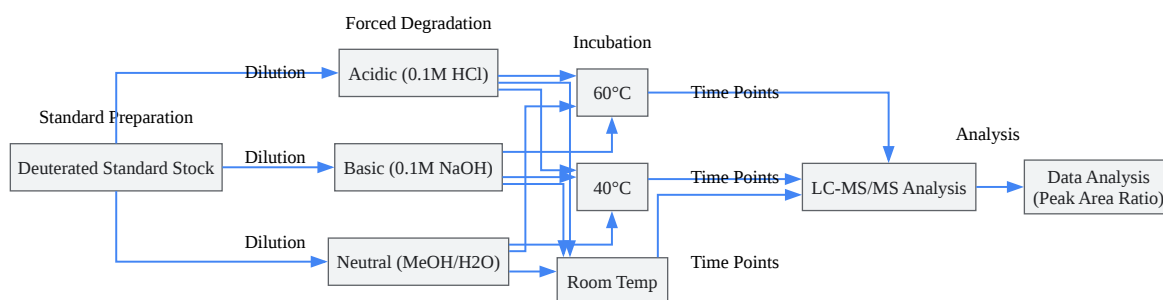 Forced Degradation
Incubation
Dilution
Acidic (0.1M HCl)
60°C
Time Points
Standard Preparation
Analysis
Deuterated Standard Stock
Dilution
Basic (0.1M NaOH)
40°C
Time Points
LC-MS/MS Analysis
Data Analysis
(Peak Area Ratio)
Dilution
Neutral (MeOH/H2O)
Room Temp
Time Points